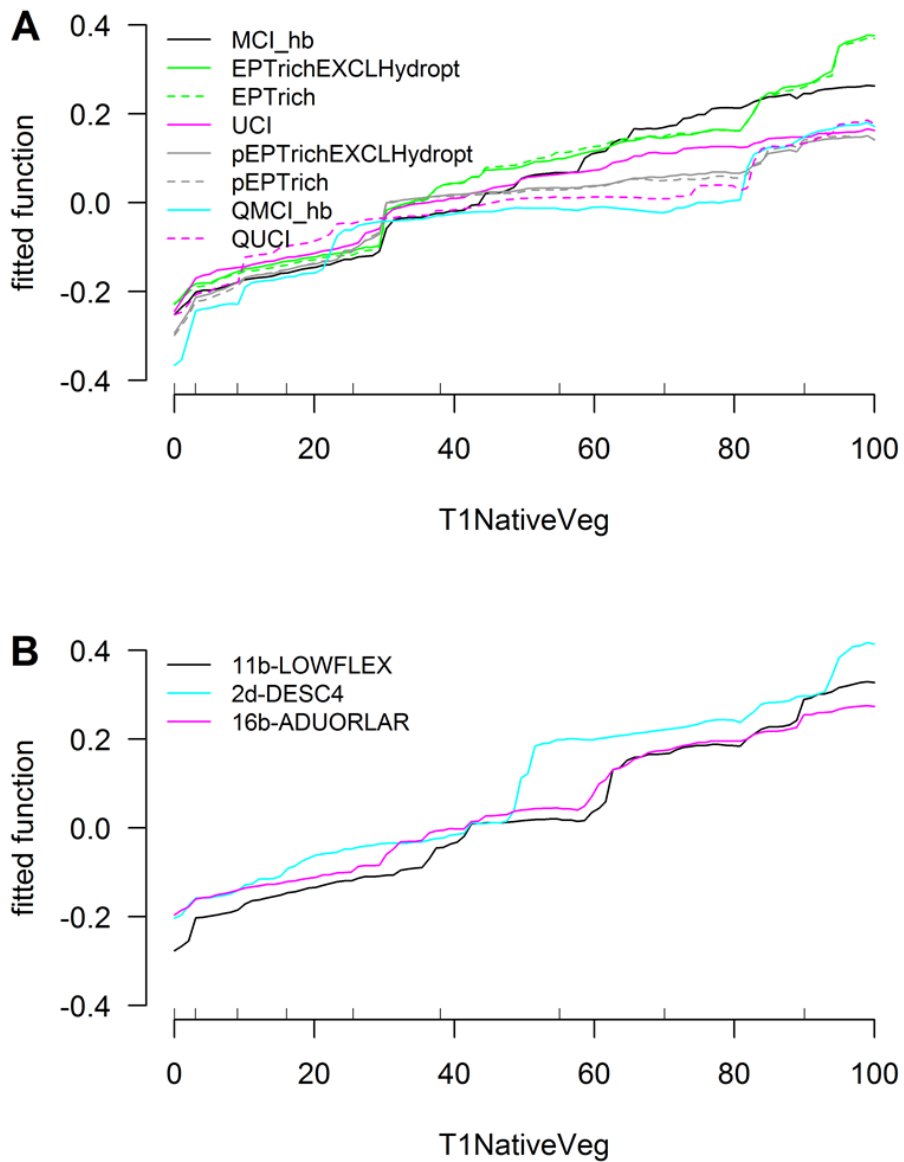 A
0.4
0.2
0.0
-0.2
-0.4
fitted function
MCI_hb
EPTrichEXCLHydropt
EPTrich
UCI
pEPTrichEXCLHydropt
pEPTrich
QMCI_hb
QUCI
0 20 40 60 80 100
T1NativeVeg
B
0.4
0.2
0.0
-0.2
-0.4
fitted function
11b-LOWFLEX
2d-DESC4
16b-ADUORLAR
0 20 40 60 80 100
T1NativeVeg